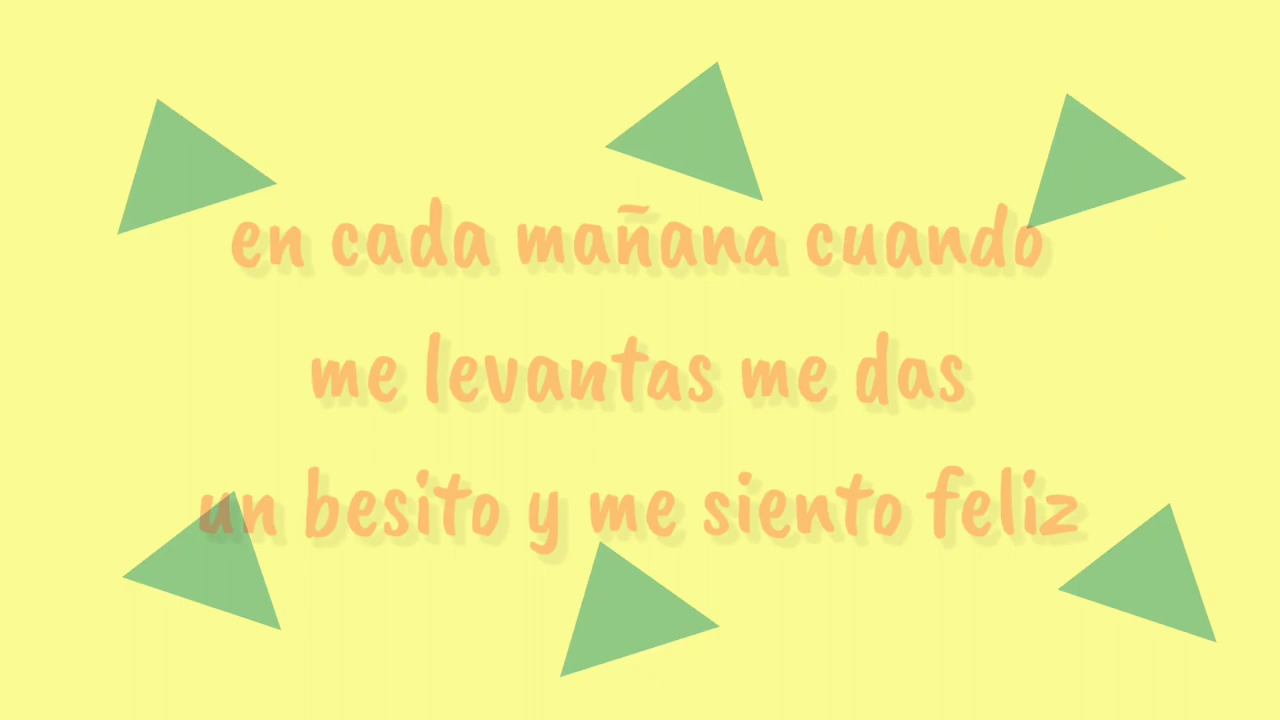 en cada mañana cuando
me levantas me das
un besito y me siento feliz